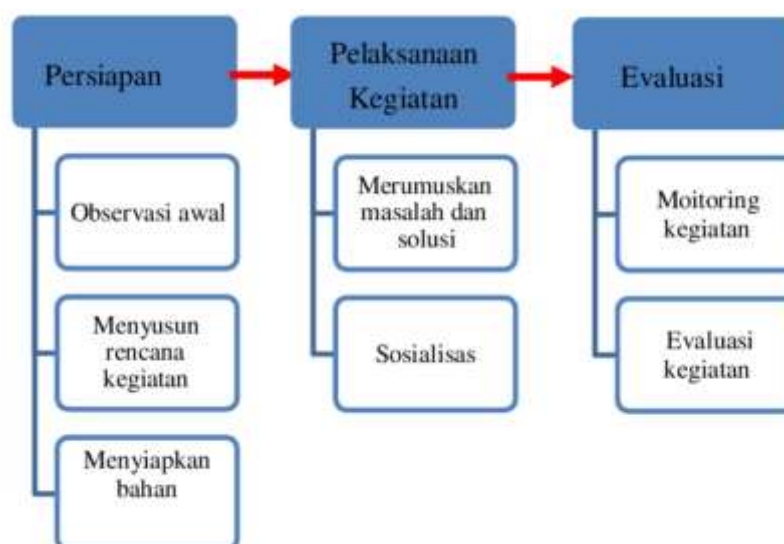 Persiapan
Pelaksanaan
Kegiatan
Evaluasi
Observasi awal
Menyusun
rencana
kegiatan
Menyiapkan
bahan
Merumuskan
masalah dan
solusi
Sosialisas
Moitoring
kegiatan
Evaluasi
kegiatan